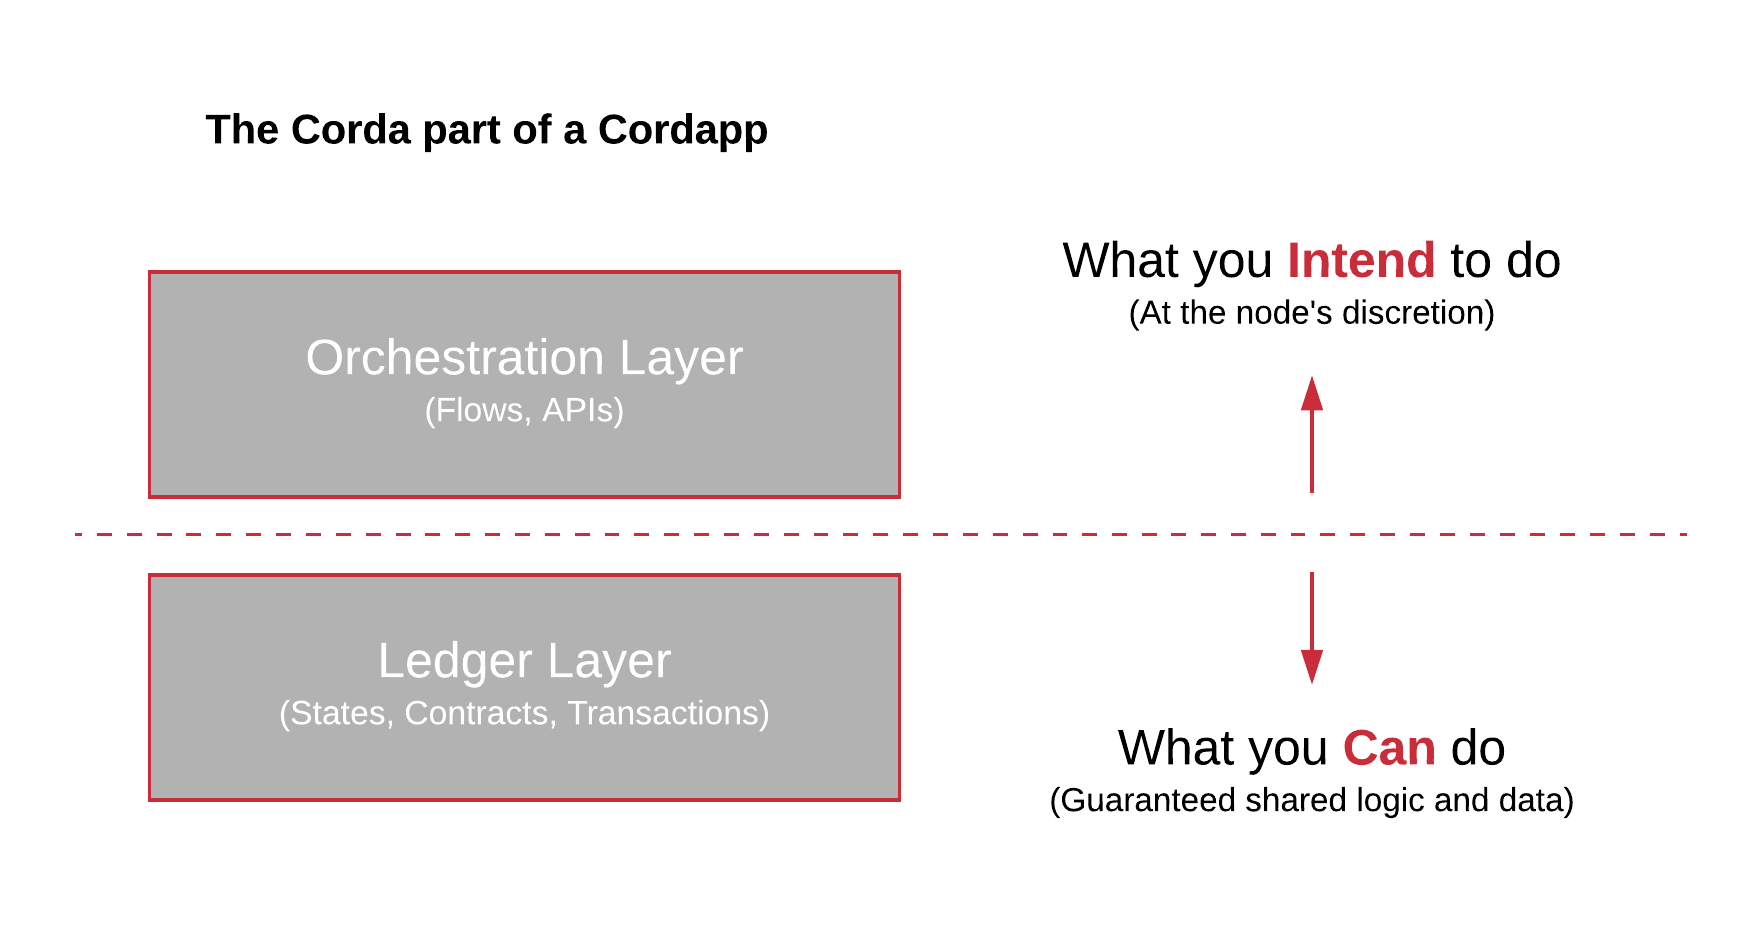 The Corda part of a Cordapp
What you Intend to do
(At the node's discretion)
Orchestration Layer
(Flows, APIs)
Ledger Layer
(States, Contracts, Transactions)
What you Can do
(Guaranteed shared logic and data)